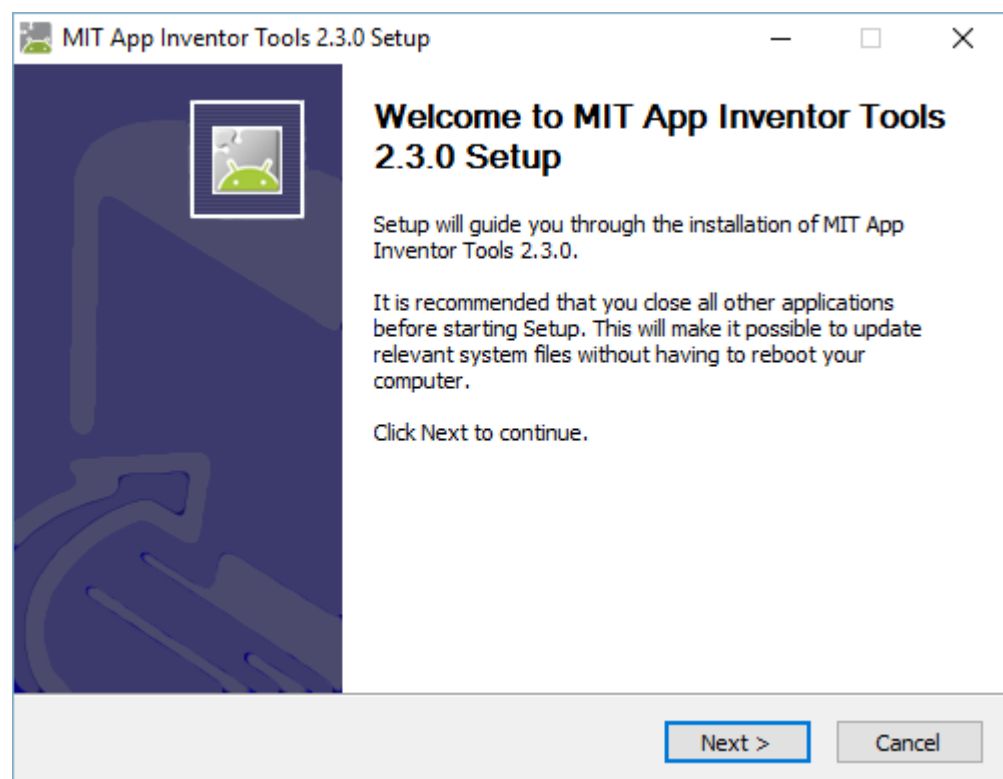 MIT App Inventor Tools 2.3.0 Setup
Welcome to MIT App Inventor Tools
2.3.0 Setup
Setup will guide you through the installation of MIT App
Inventor Tools 2.3.0.
It is recommended that you close all other applications
before starting Setup. This will make it possible to update
relevant system files without having to reboot your
computer.
Click Next to continue.
Next >
Cancel